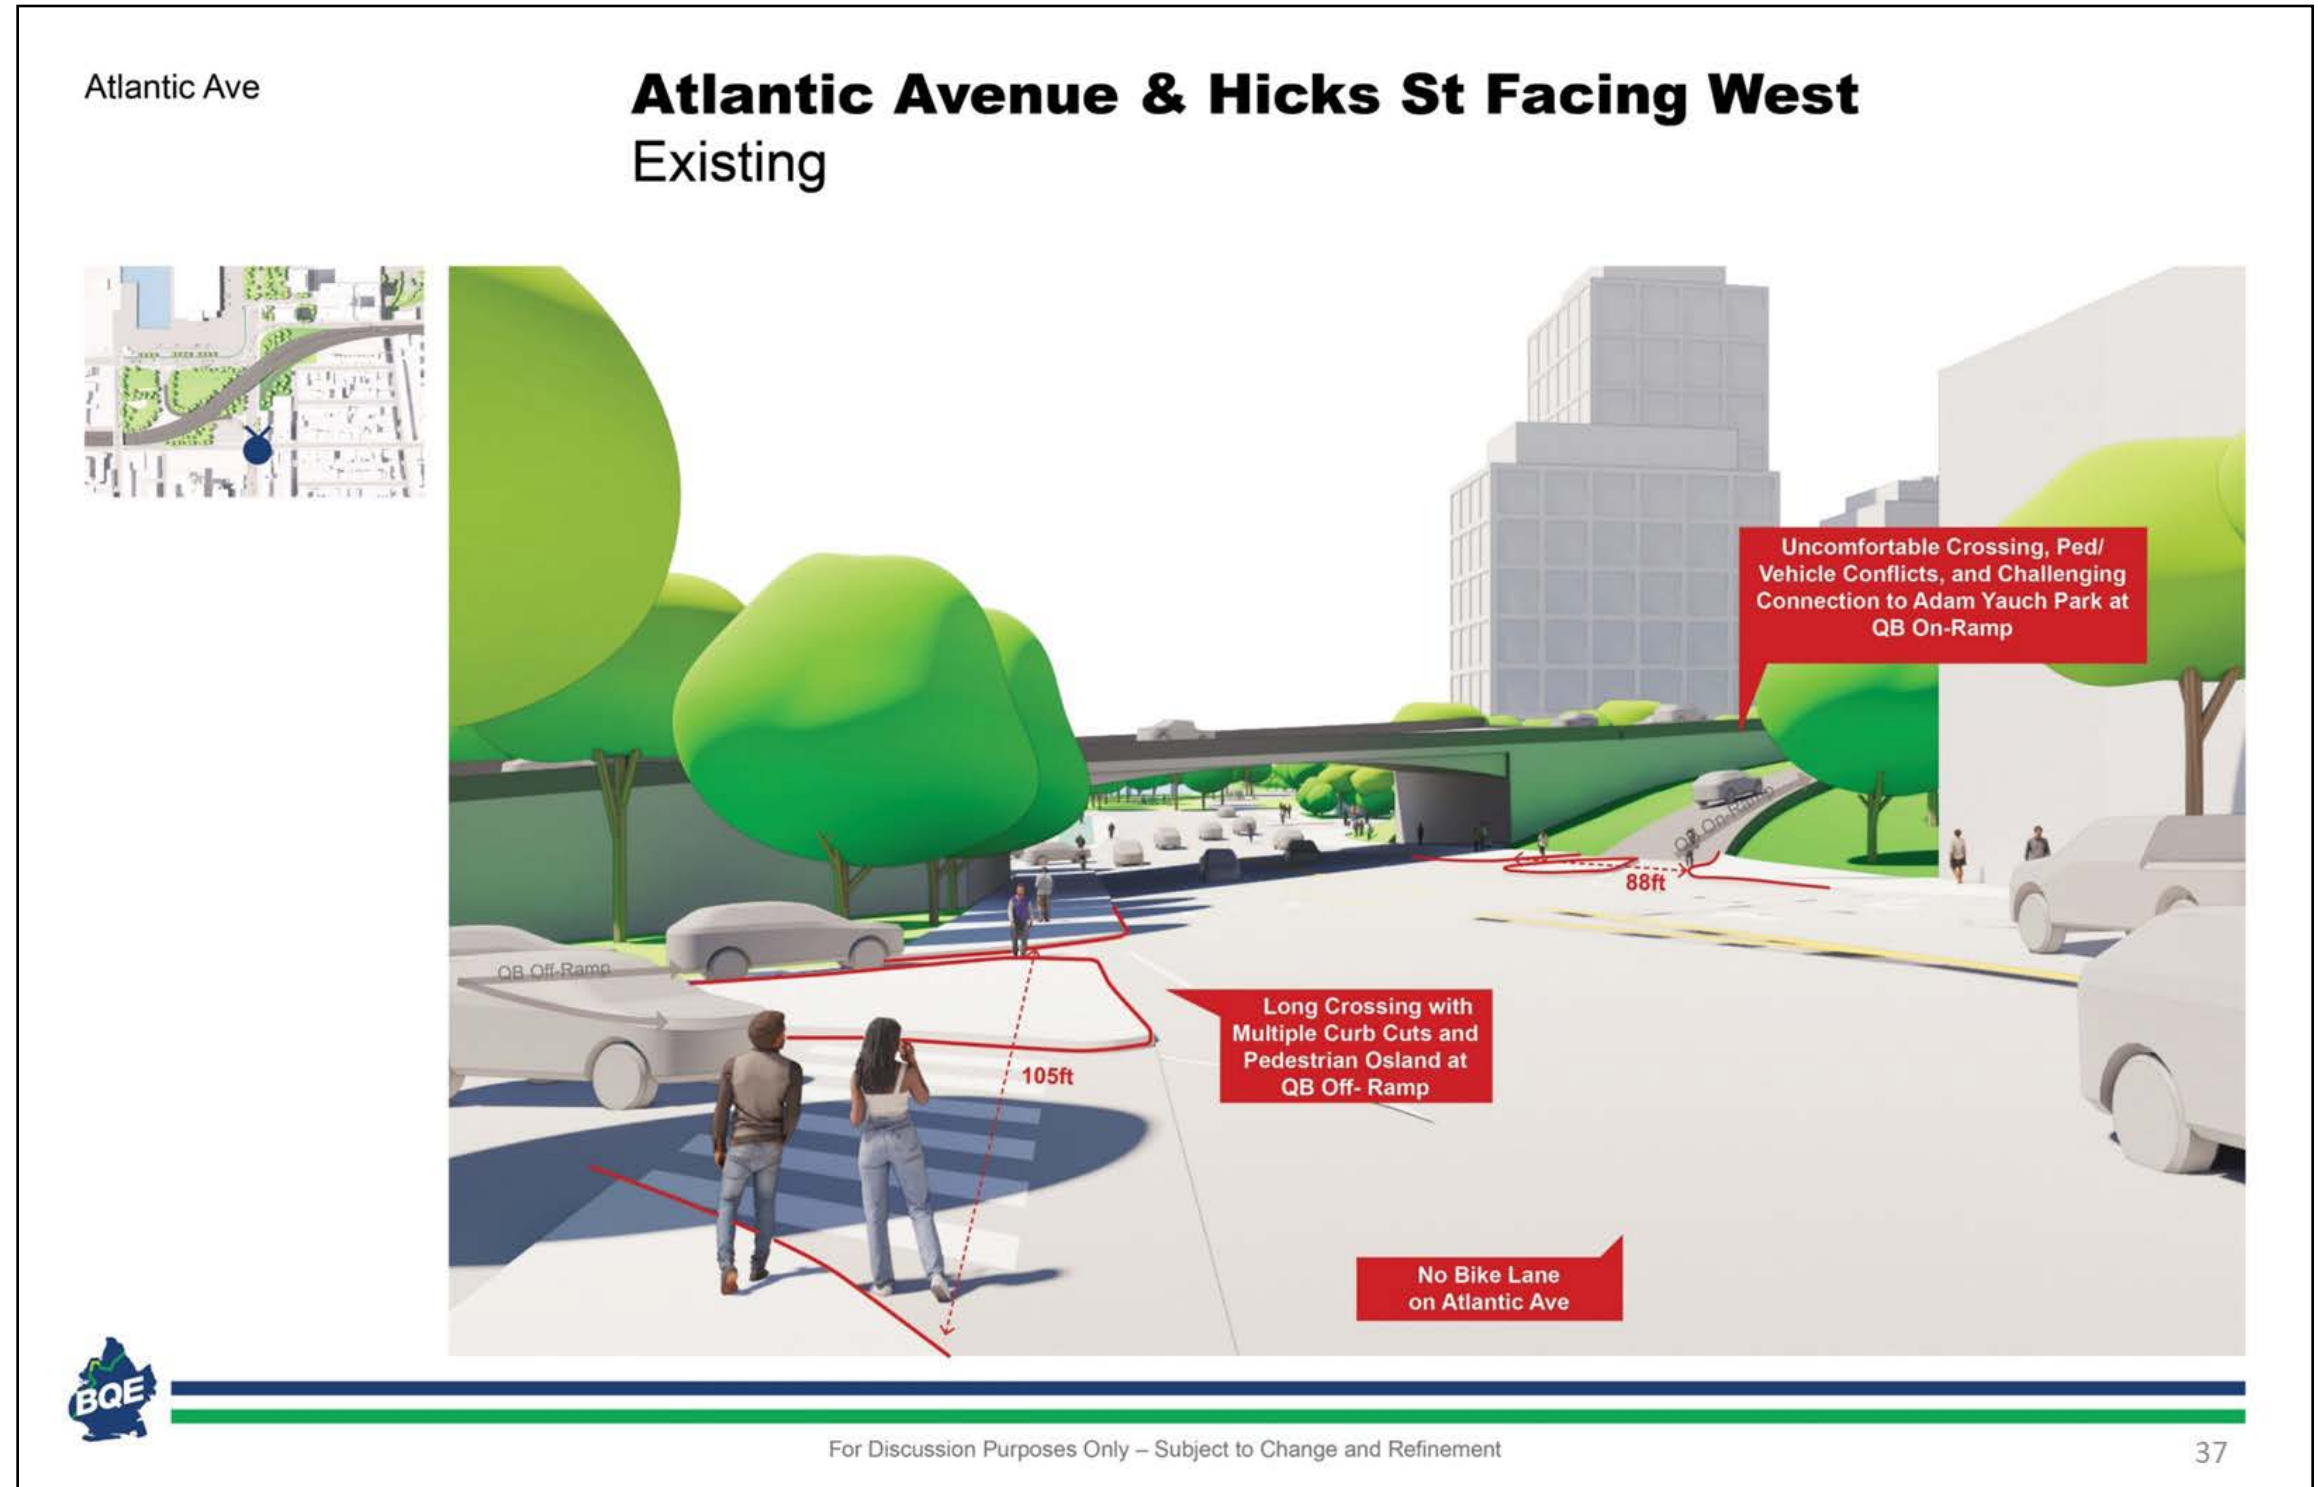 Atlantic Ave
Atlantic Avenue & Hicks St Facing West
Existing
Uncomfortable Crossing, Ped/
Vehicle Conflicts, and Challenging
Connection to Adam Yauch Park at
QB On-Ramp
QB On-Ramp
88ft
QB Off-Ramp
Long Crossing with
Multiple Curb Cuts and
Pedestrian Osland at
QB Off- Ramp
105ft
No Bike Lane
on Atlantic Ave
BQE
For Discussion Purposes Only – Subject to Change and Refinement
37